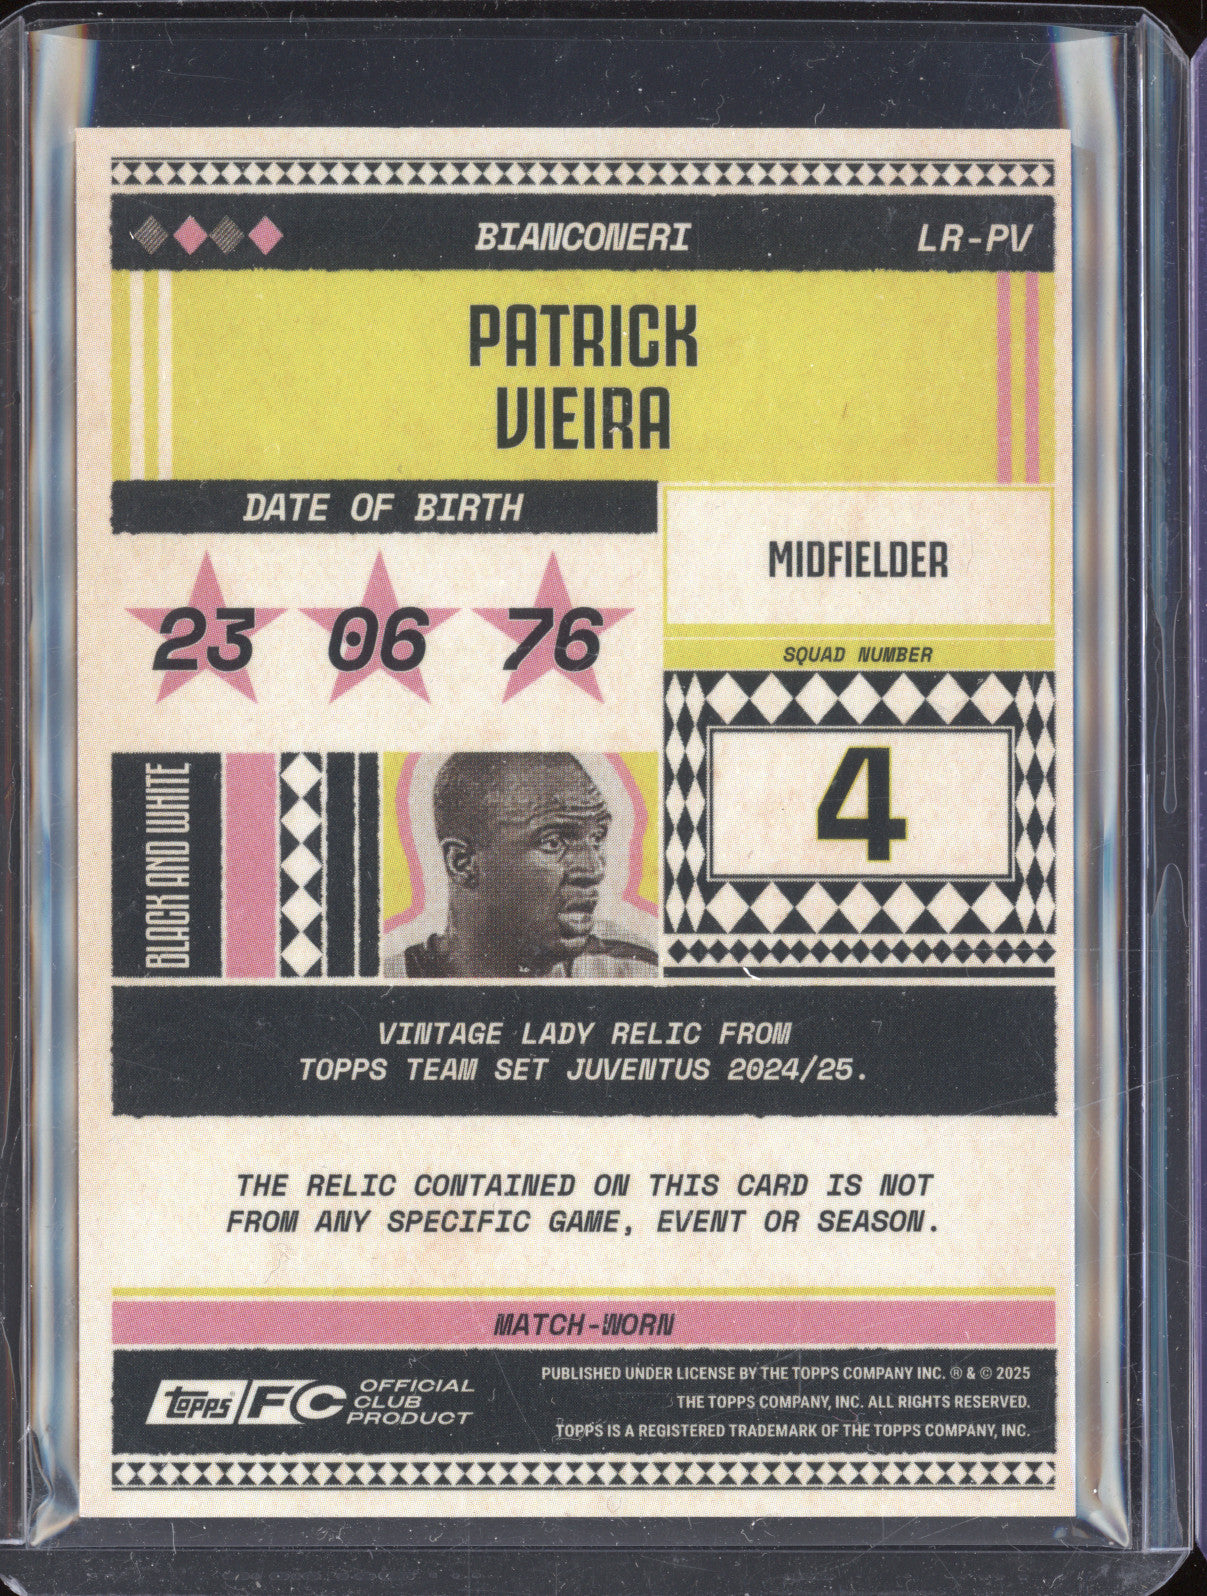 BIANCONERI
LR-PV
PATRICK
VIEIRA
DATE OF BIRTH
23 06 76
MIDFIELDER
SQUAD NUMBER
4
BLACK AND WHITE
VINTAGE LADY RELIC FROM
TOPPS TEAM SET JUVENTUS 2024/25.
THE RELIC CONTAINED ON THIS CARD IS NOT
FROM ANY SPECIFIC GAME, EVENT OR SEASON.
MATCH-WORN
topps FC
OFFICIAL
CLUB
PRODUCT
PUBLISHED UNDER LICENSE BY THE TOPPS COMPANY INC. ® & © 2025
THE TOPPS COMPANY, INC. ALL RIGHTS RESERVED.
TOPPS IS A REGISTERED TRADEMARK OF THE TOPPS COMPANY, INC.